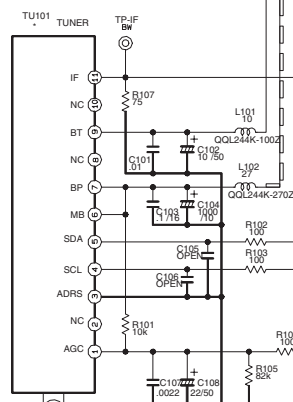 TU101
TUNER
*
TP-IF
BW
IF
11
R107
75
NC
10
L101
10
BT
9
QQL244K-100Z
C101
.01
C102
10 /50
NC
8
L102
27
BP
7
QQL244K-270Z
MB
6
C103
.1 /16
C104
1000
/10
SDA
5
R102
100
C105
OPEN
R103
100
SCL
4
C106
OPEN
ADRS
3
NC
2
R101
10k
R10
100
AGC
1
R105
82k
C107
.0022
C108
22/50